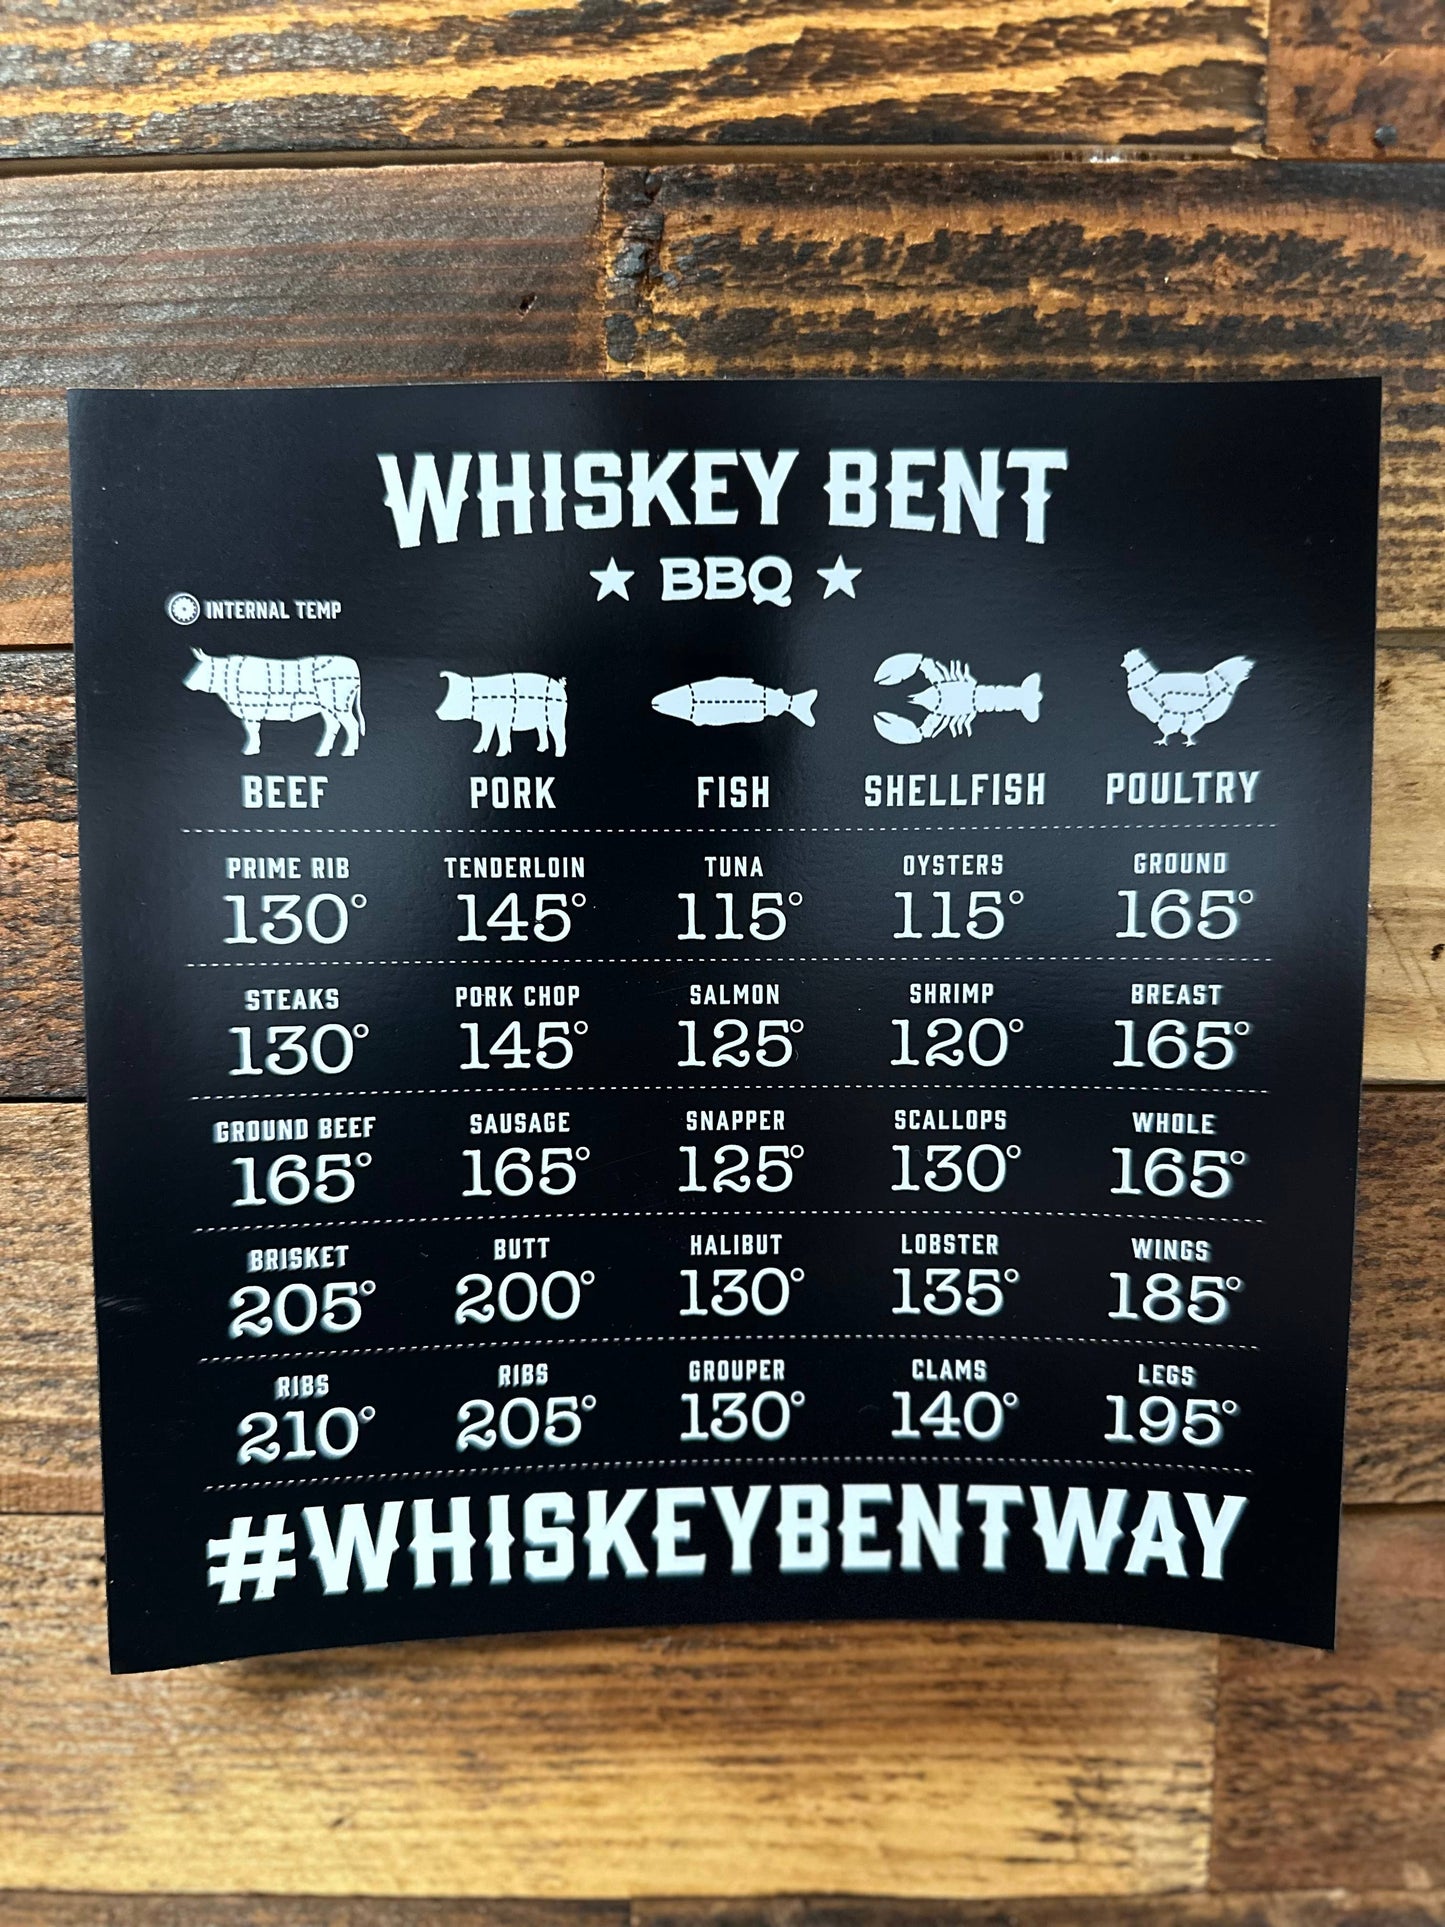 WHISKEY BENT
★ BBQ ★
INTERNAL TEMP
BEEF PORK FISH SHELLFISH POULTRY
PRIME RIB TENDERLOIN TUNA OYSTERS GROUND
130° 145° 115° 115° 165°
STEAKS PORK CHOP SALMON SHRIMP BREAST
130° 145° 125° 120° 165°
GROUND BEEF SAUSAGE SNAPPER SCALLOPS WHOLE
165° 165° 125° 130° 165°
BRISKET BUTT HALIBUT LOBSTER WINGS
205° 200° 130° 135° 185°
RIBS RIBS GROUPER CLAMS LEGS
210° 205° 130° 140° 195°
#WHISKEYBENTWAY